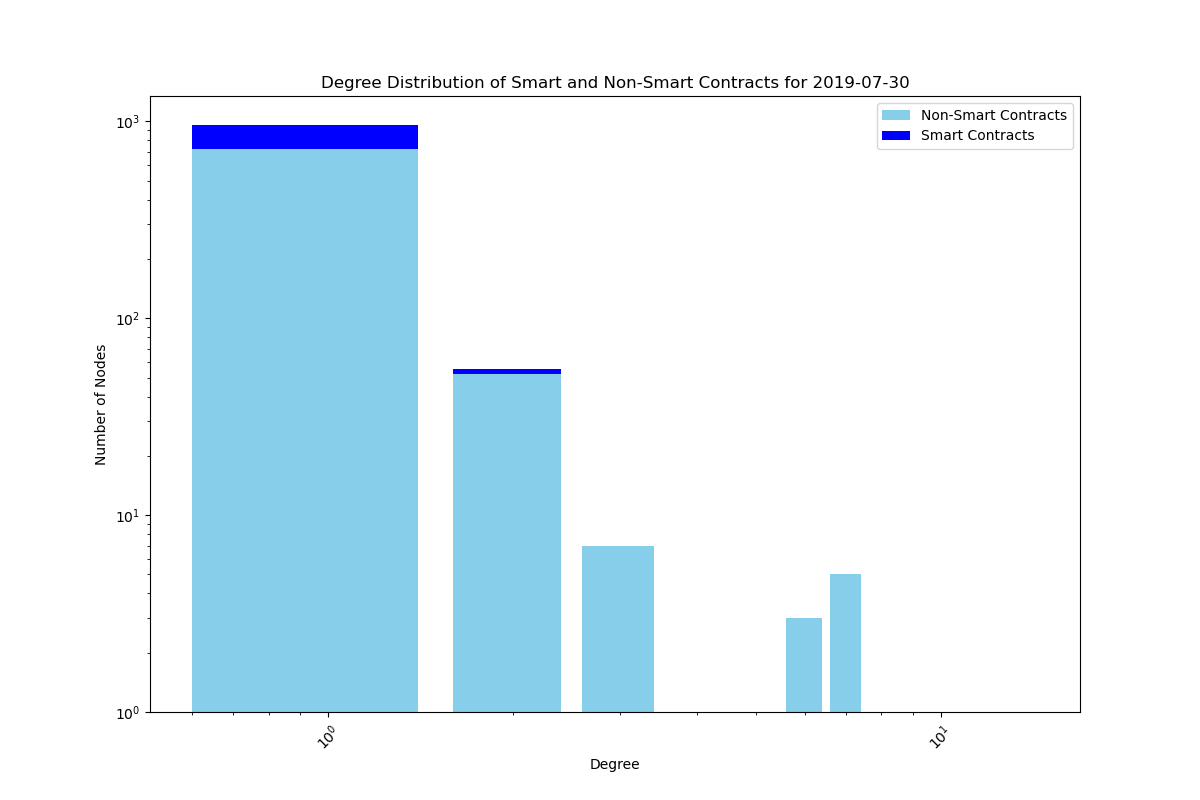 Degree Distribution of Smart and Non-Smart Contracts for 2019-07-30
Non-Smart Contracts
Smart Contracts
Number of Nodes
10³
10²
10¹
10⁰
10⁰
10¹
Degree